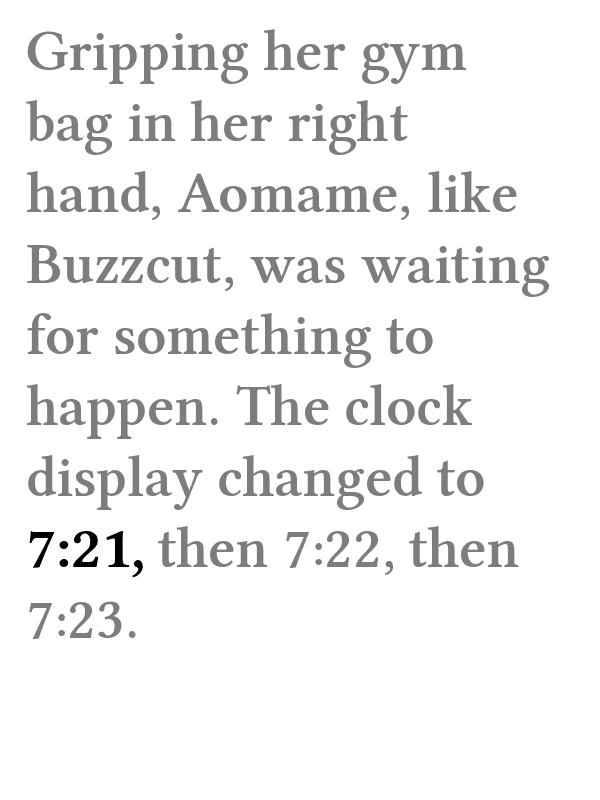 Gripping her gym
bag in her right
hand, Aomame, like
Buzzcut, was waiting
for something to
happen. The clock
display changed to
7:21, then 7:22, then
7:23.